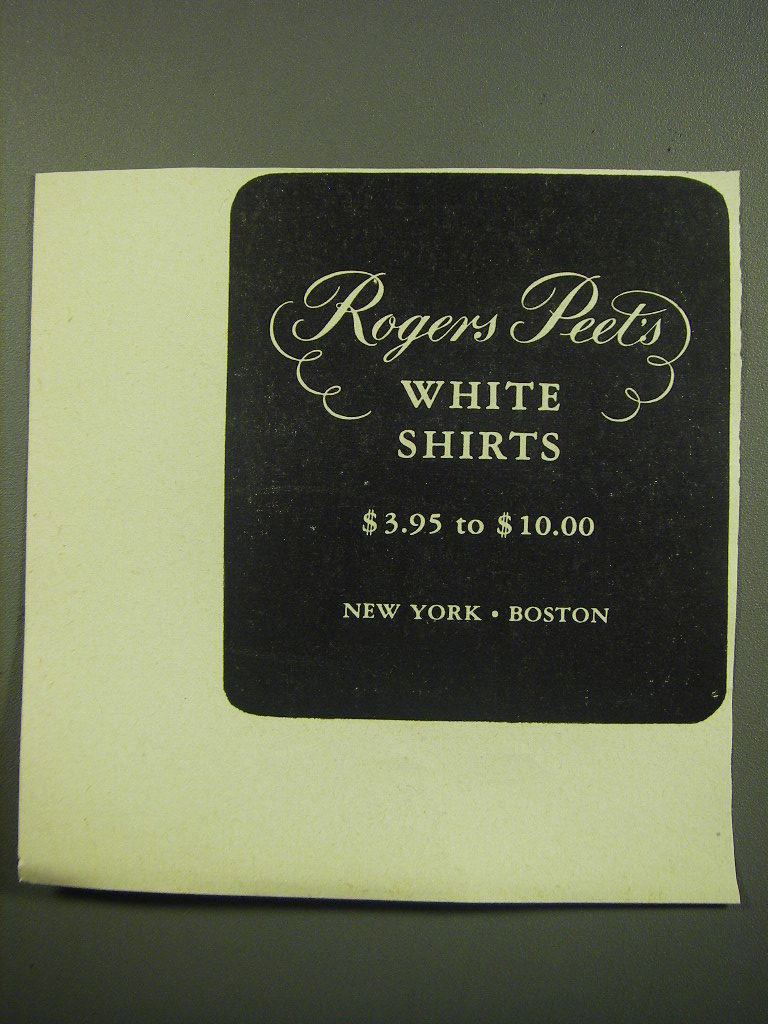 Rogers Peet's
WHITE
SHIRTS
$3.95 to $10.00
NEW YORK • BOSTON